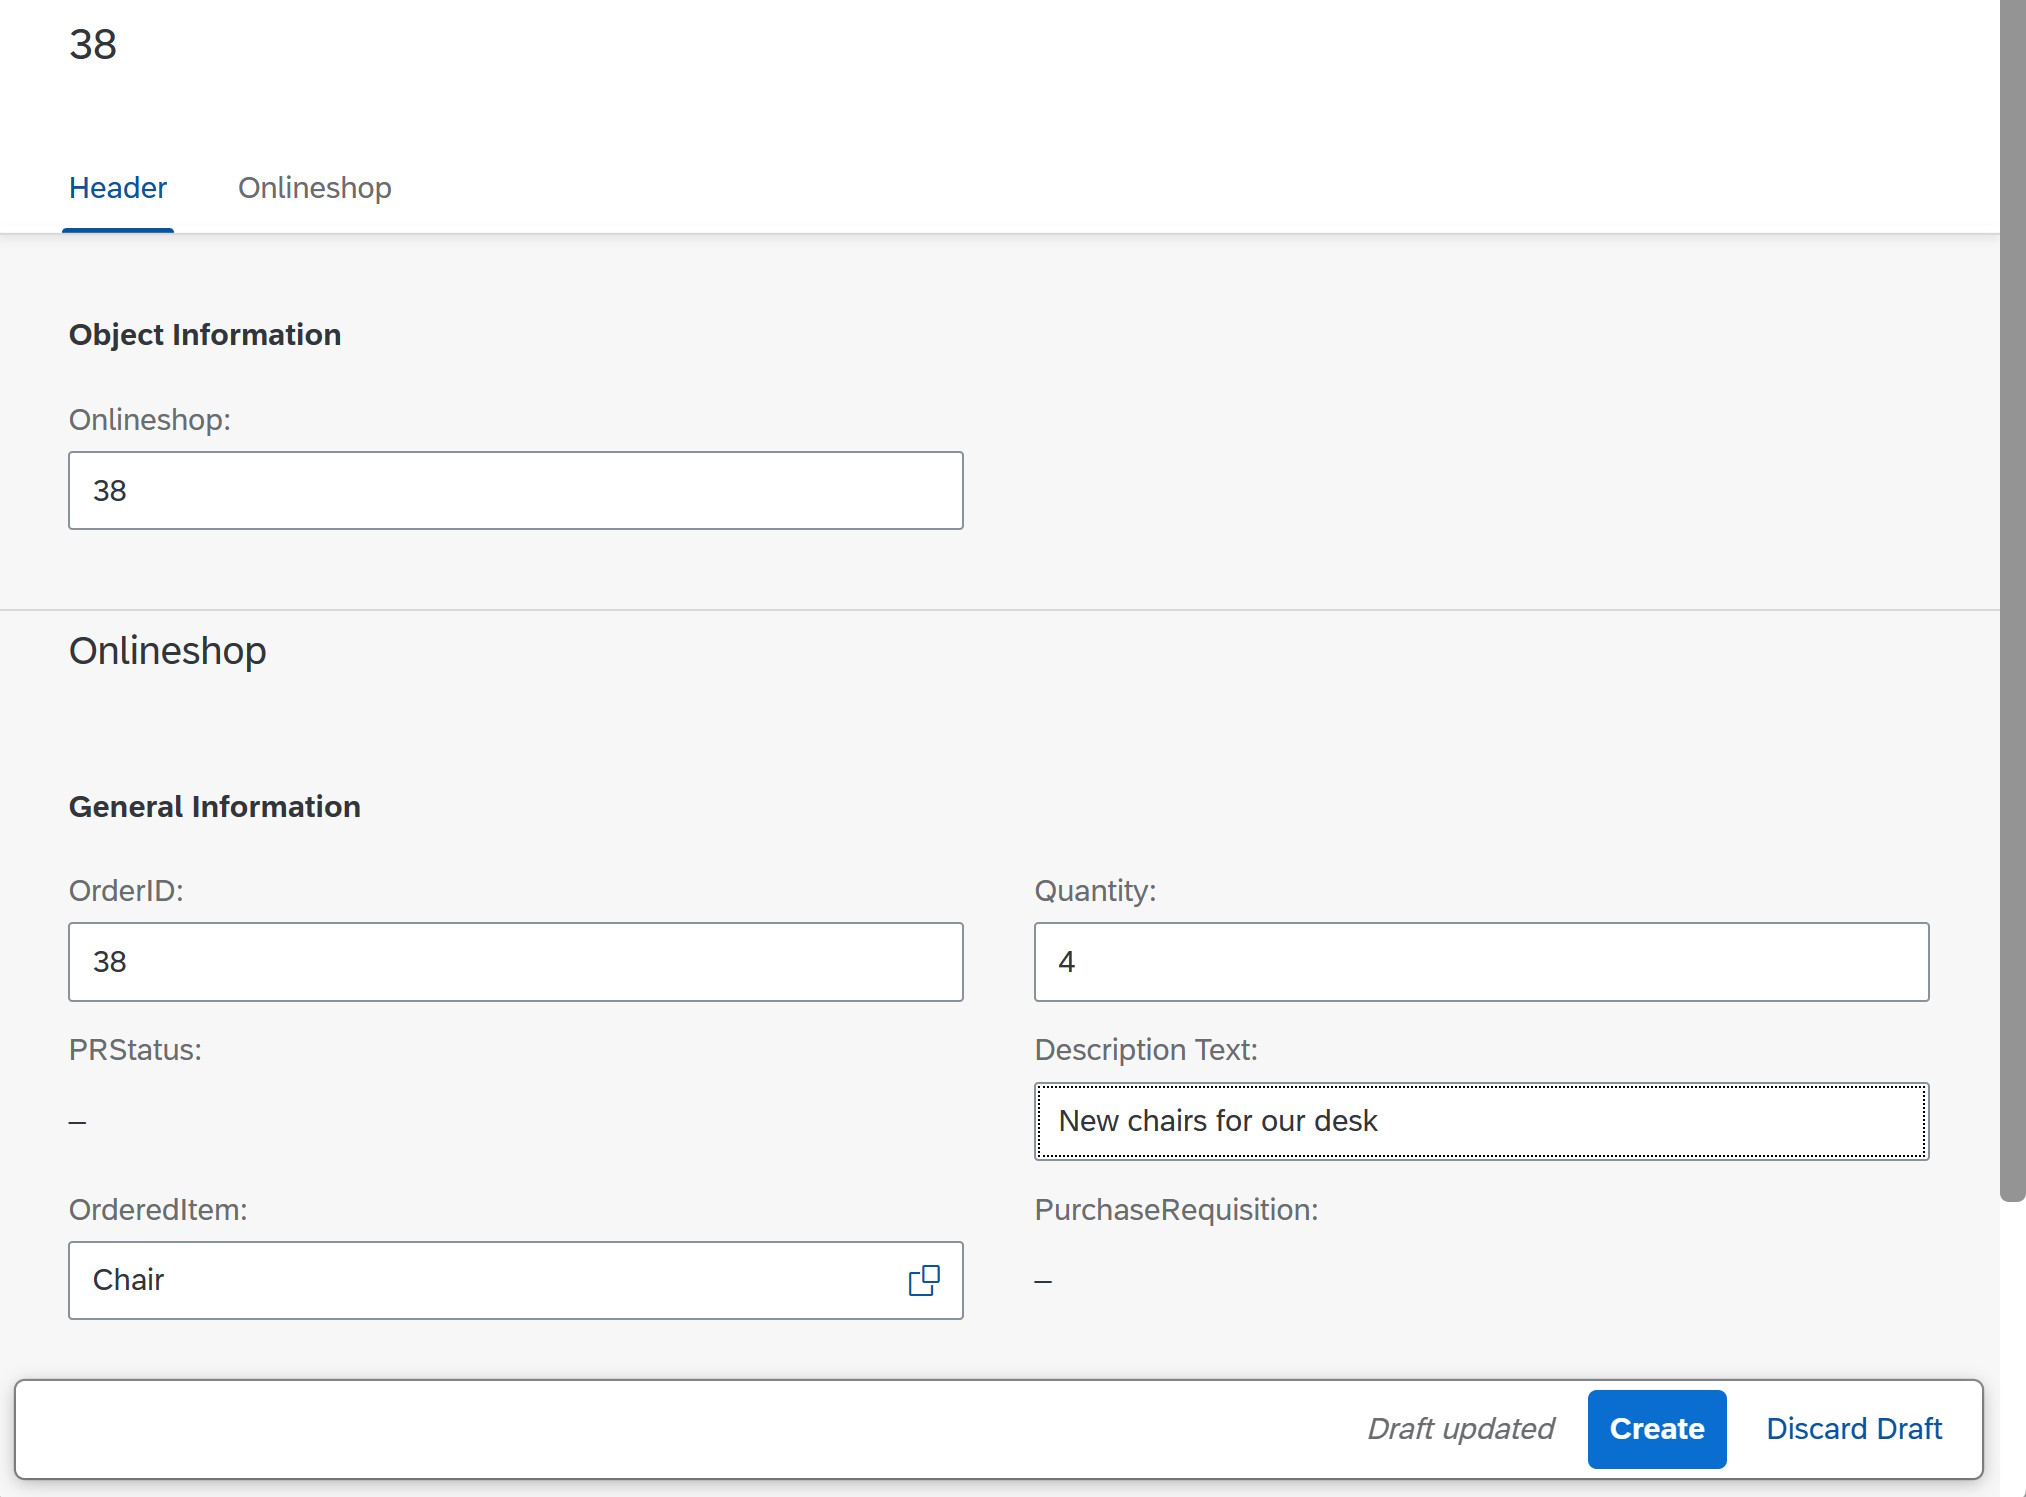 38
Header Onlineshop
Object Information
Onlineshop:
38
Onlineshop
General Information
OrderID: Quantity:
38 4
PRStatus: Description Text:
– New chairs for our desk
OrderedItem: PurchaseRequisition:
Chair –
Draft updated Create Discard Draft